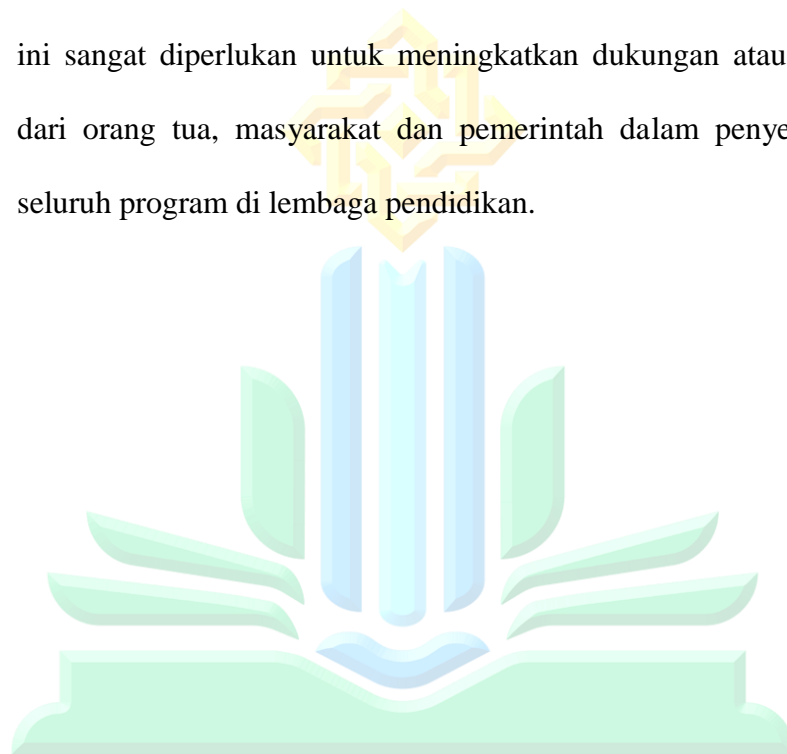 ini sangat diperlukan untuk meningkatkan dukungan atau
dari orang tua, masyarakat dan pemerintah dalam penye
seluruh program di lembaga pendidikan.